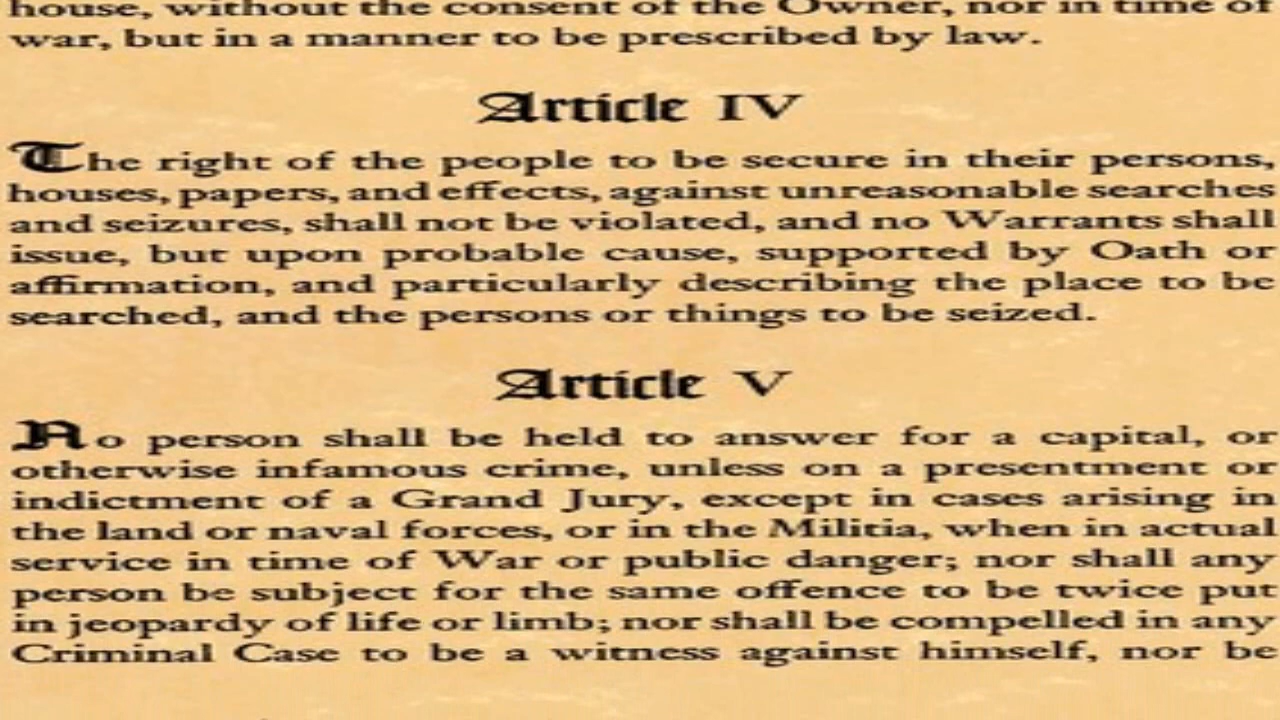 house, without the consent of the Owner, nor in time of
war, but in a manner to be prescribed by law.
Article IV
The right of the people to be secure in their persons,
houses, papers, and effects, against unreasonable searches
and seizures, shall not be violated, and no Warrants shall
issue, but upon probable cause, supported by Oath or
affirmation, and particularly describing the place to be
searched, and the persons or things to be seized.
Article V
No person shall be held to answer for a capital, or
otherwise infamous crime, unless on a presentment or
indictment of a Grand Jury, except in cases arising in
the land or naval forces, or in the Militia, when in actual
service in time of War or public danger; nor shall any
person be subject for the same offence to be twice put
in jeopardy of life or limb; nor shall be compelled in any
Criminal Case to be a witness against himself, nor be